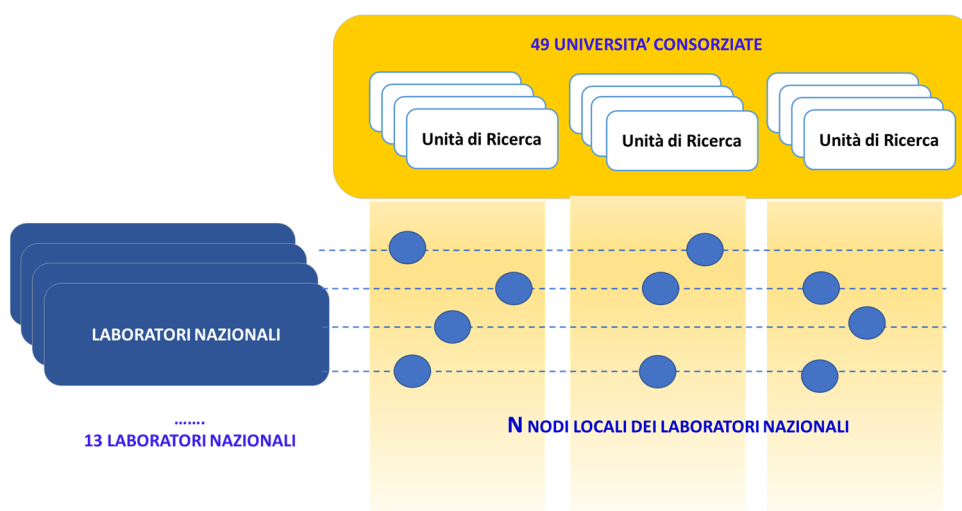 49 UNIVERSITA' CONSORZIATE
Unità di Ricerca
Unità di Ricerca
Unità di Ricerca
LABORATORI NAZIONALI
.......
13 LABORATORI NAZIONALI
N NODI LOCALI DEI LABORATORI NAZIONALI